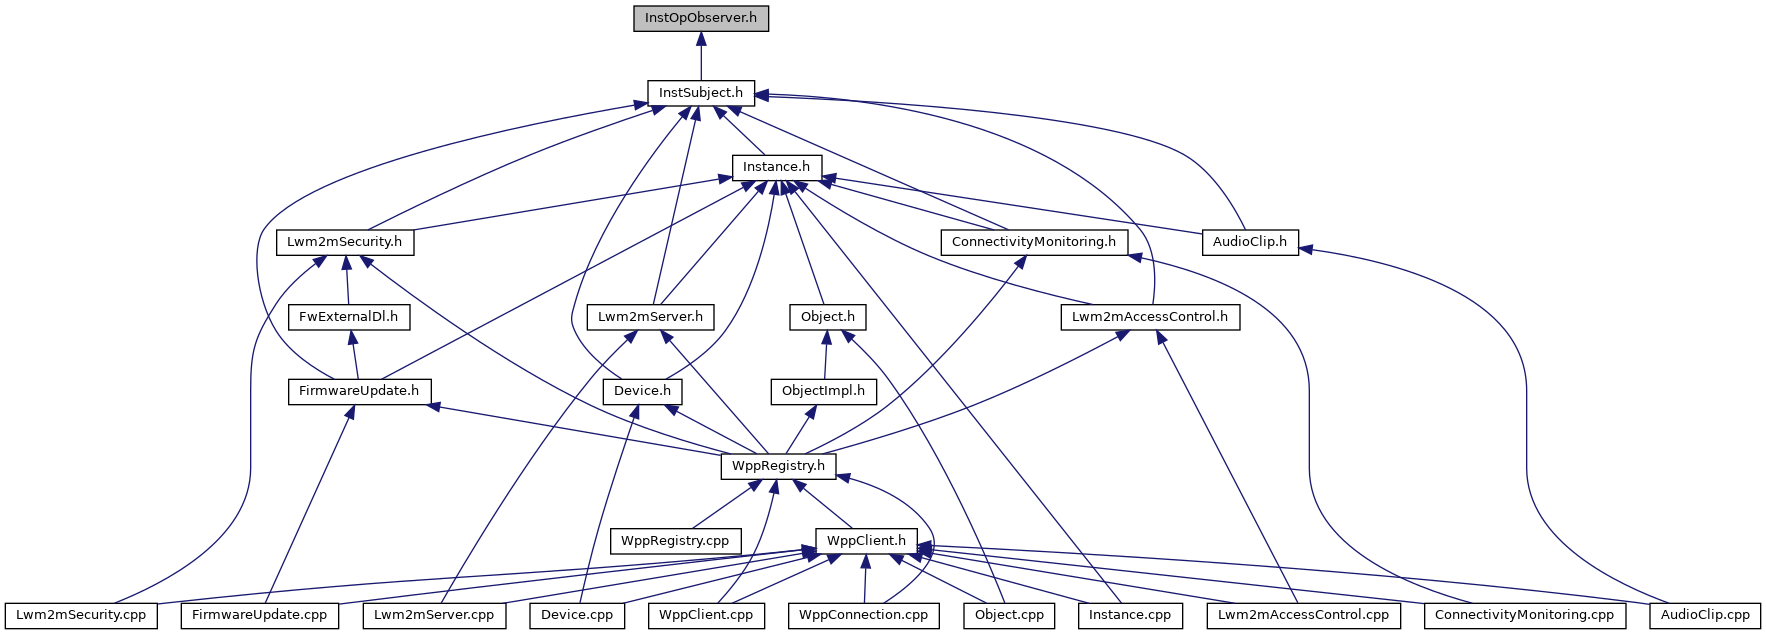 InstOpObserver.h
InstSubject.h
Instance.h
Lwm2mSecurity.h
ConnectivityMonitoring.h
AudioClip.h
FwExternalDl.h
Lwm2mServer.h
Object.h
Lwm2mAccessControl.h
FirmwareUpdate.h
Device.h
ObjectImpl.h
WppRegistry.h
WppRegistry.cpp
WppClient.h
Lwm2mSecurity.cpp
FirmwareUpdate.cpp
Lwm2mServer.cpp
Device.cpp
WppClient.cpp
WppConnection.cpp
Object.cpp
Instance.cpp
Lwm2mAccessControl.cpp
ConnectivityMonitoring.cpp
AudioClip.cpp